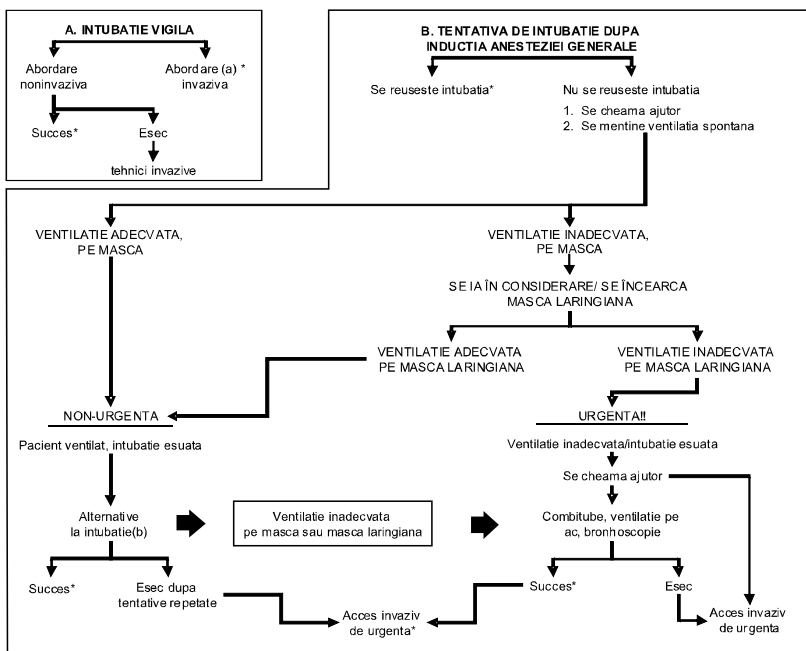 A. INTUBATIE VIGILA
Abordare
noninvaziva
Abordare (a) *
invaziva
Succes*
Esec
tehnici invazive
B. TENTATIVA DE INTUBATIE DUPA
INDUCTIA ANESTEZIEI GENERALE
Se reuseste intubatia*
Nu se reuseste intubatia
1. Se cheama ajutor
2. Se mentine ventilatia spontana
VENTILATIE ADECVATA,
PE MASCA
VENTILATIE INADECVATA,
PE MASCA
SE IA ÎN CONSIDERARE/ SE ÎNCEARCA
MASCA LARINGIANA
VENTILATIE ADECVATA
PE MASCA LARINGIANA
VENTILATIE INADECVATA
PE MASCA LARINGIANA
NON-URGENTA
URGENTA!!
Pacient ventilat, intubatie esuata
Ventilatie inadecvata/intubatie esuata
Se cheama ajutor
Alternative
la intubatie(b)
Ventilatie inadecvata
pe masca sau masca laringiana
Combitube, ventilatie pe
ac, bronhoscopie
Succes*
Esec dupa
tentative repetate
Succes*
Esec
Acces invaziv
de urgenta*
Acces invaziv
de urgenta